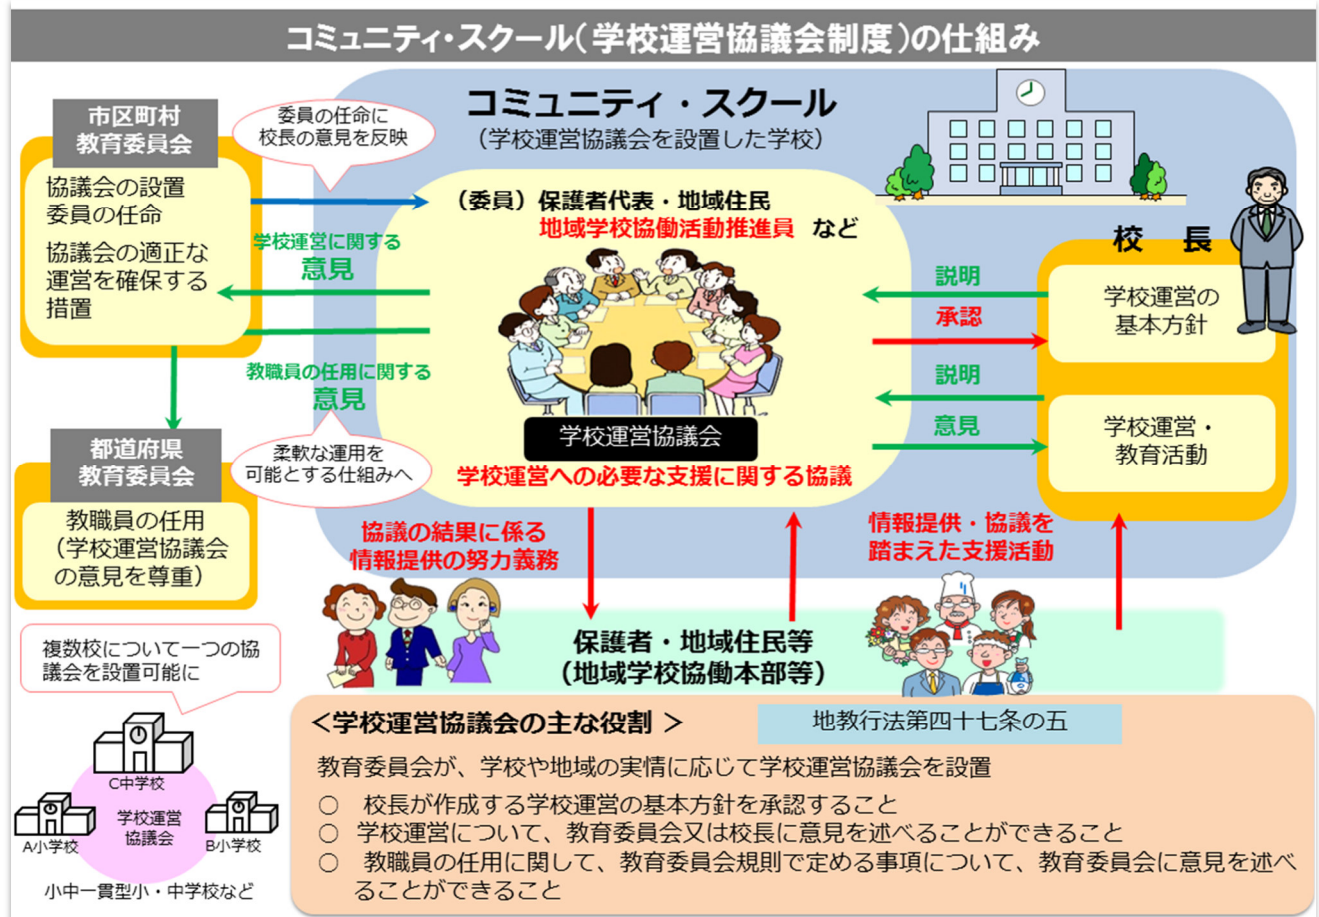 コミュニティ・スクール(学校運営協議会制度)の仕組み
コミュニティ・スクール
(学校運営協議会を設置した学校)
市区町村
教育委員会
協議会の設置
委員の任命
協議会の適正な
運営を確保する
措置
委員の任命に
校長の意見を反映
(委員)保護者代表・地域住民
地域学校協働活動推進員 など
学校運営に関する
意見
教職員の任用に関する
意見
柔軟な運用を
可能とする仕組みへ
都道府県
教育委員会
教職員の任用
(学校運営協議会
の意見を尊重)
学校運営協議会
学校運営への必要な支援に関する協議
校 長
説明
承認
学校運営の
基本方針
説明
意見
学校運営・
教育活動
協議の結果に係る
情報提供の努力義務
情報提供・協議を
踏まえた支援活動
保護者・地域住民等
(地域学校協働本部等)
複数校について一つの協
議会を設置可能に
C中学校
学校運営
協議会
A小学校
B小学校
小中一貫型小・中学校など
<学校運営協議会の主な役割 >
地教行法第四十七条の五
教育委員会が、学校や地域の実情に応じて学校運営協議会を設置
○ 校長が作成する学校運営の基本方針を承認すること
○ 学校運営について、教育委員会又は校長に意見を述べることができること
○ 教職員の任用に関して、教育委員会規則で定める事項について、教育委員会に意見を述べ
ることができること